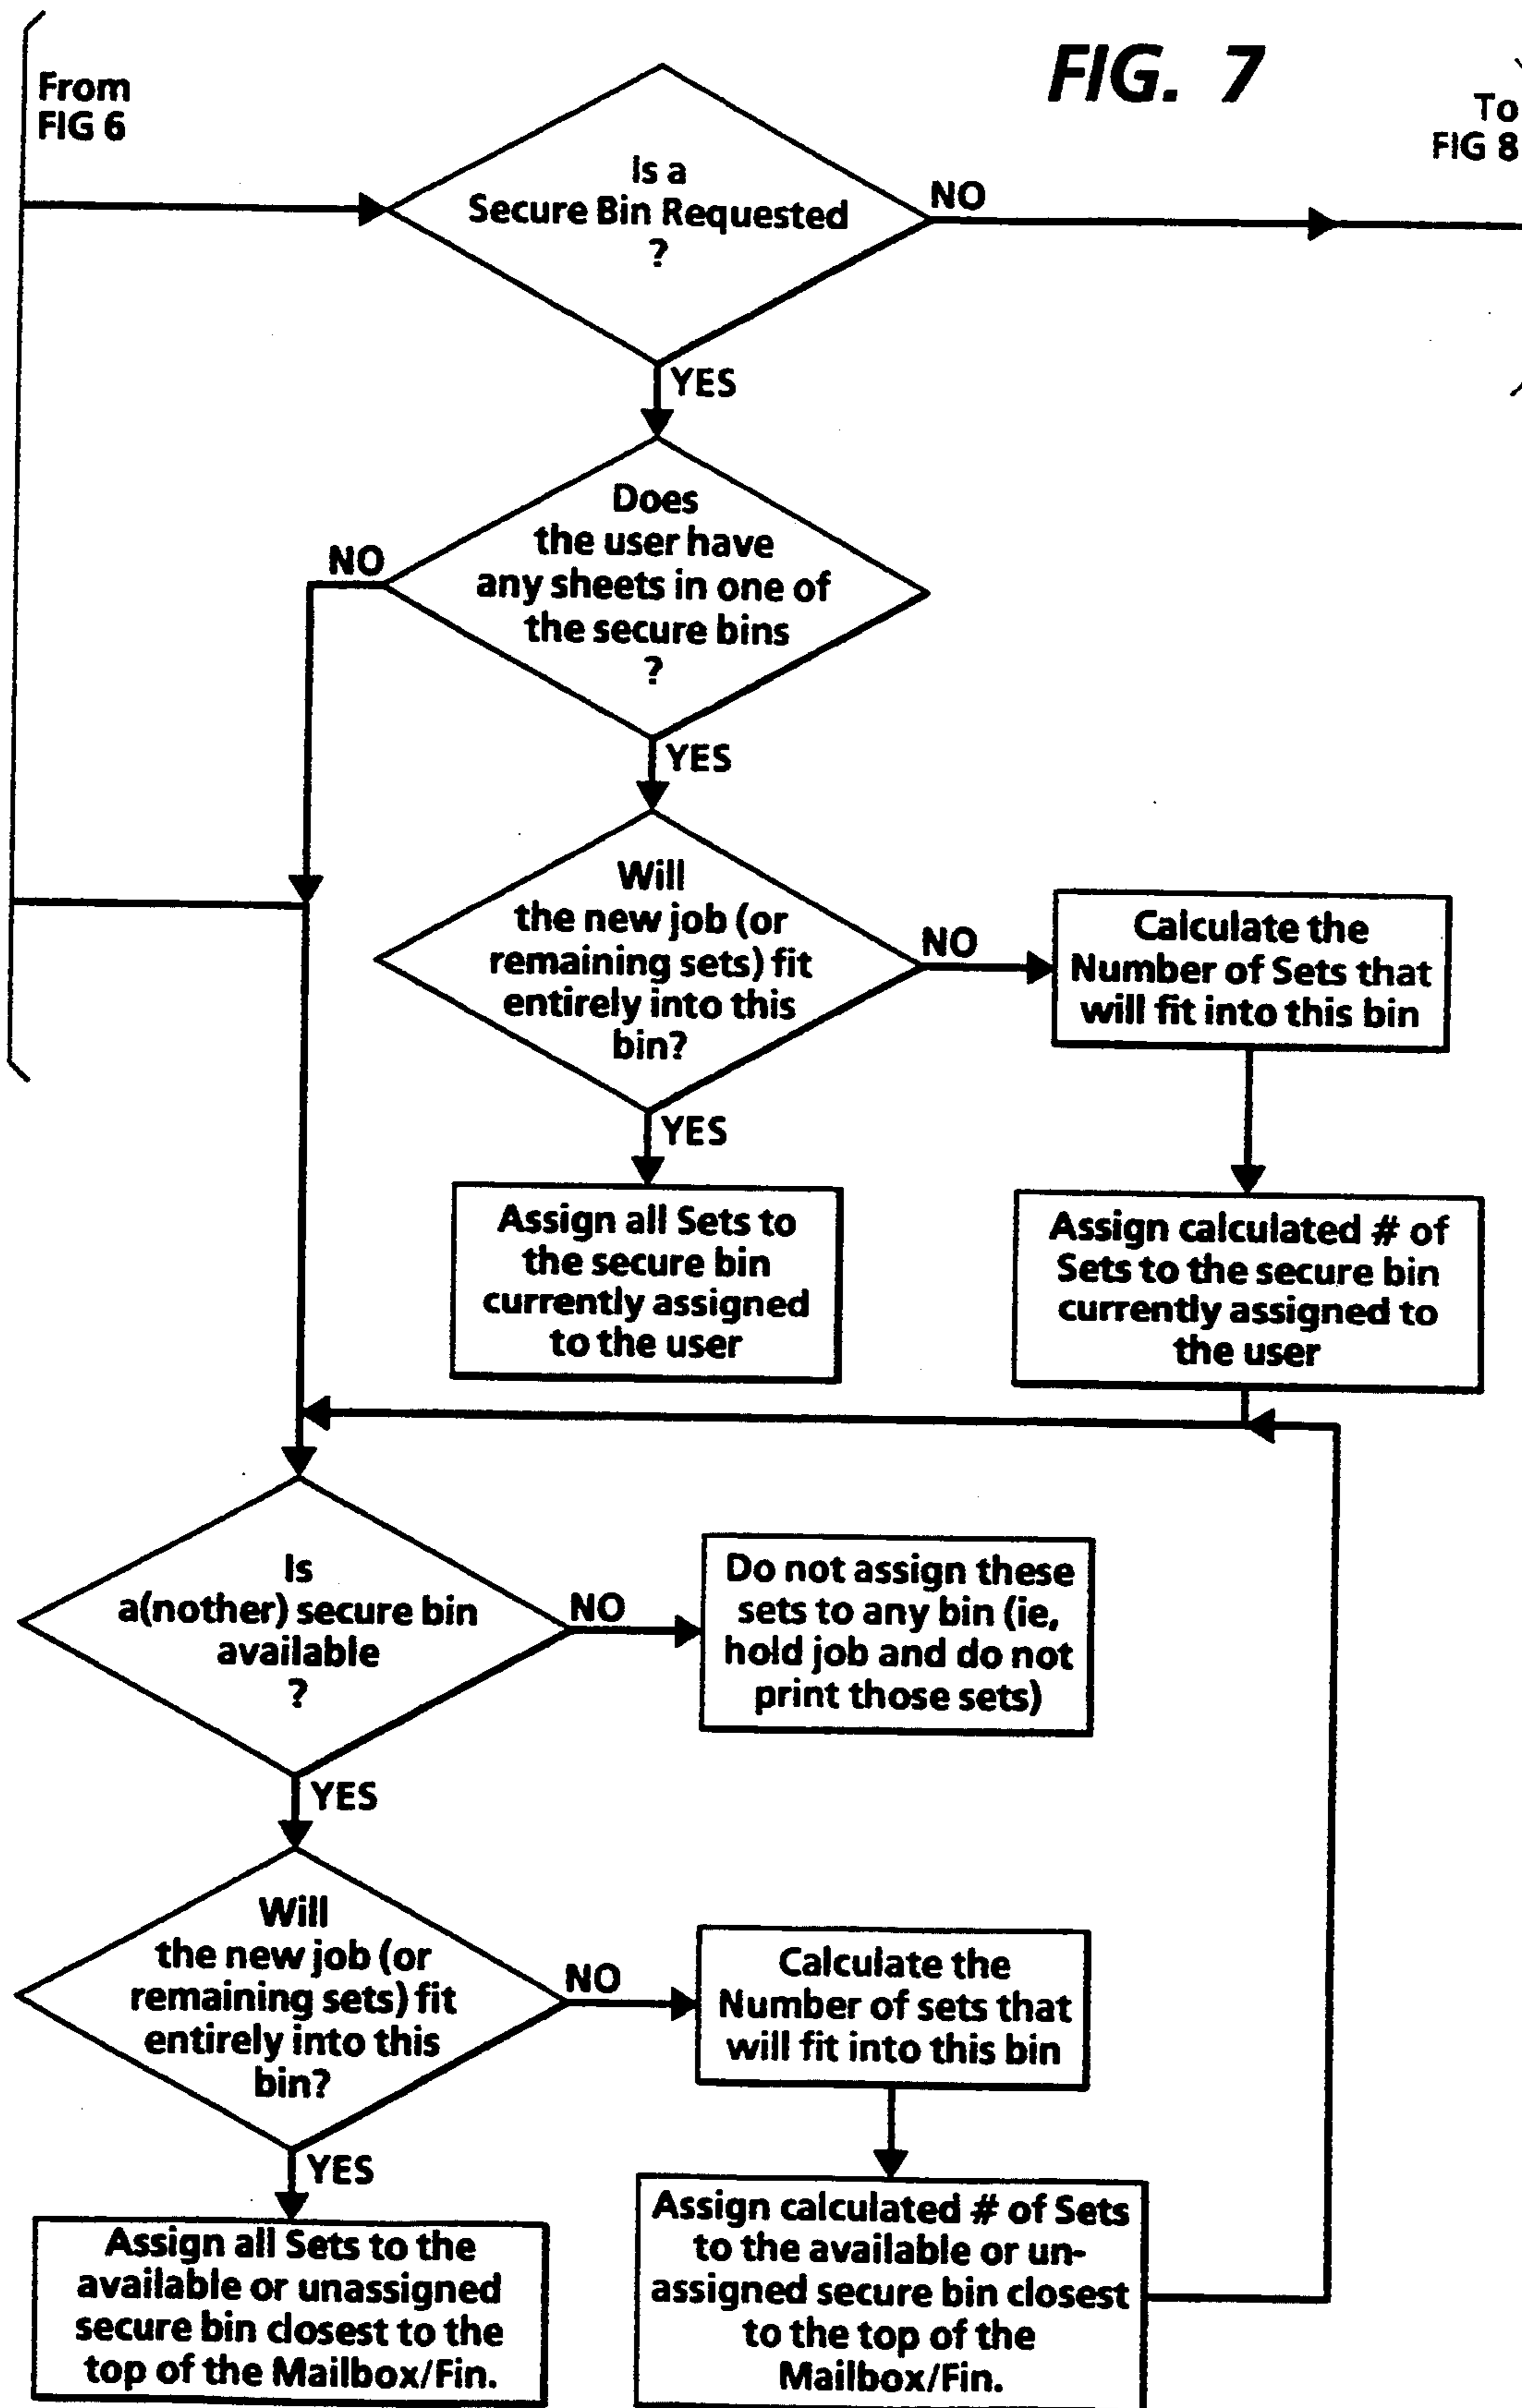 FIG. 7
From
FIG 6
To
FIG 8
Is a
Secure Bin Requested
?
NO
YES
Does
the user have
any sheets in one of
the secure bins
?
NO
YES
Will
the new job (or
remaining sets) fit
entirely into this
bin?
NO
Calculate the
Number of Sets that
will fit into this bin
YES
Assign all Sets to
the secure bin
currently assigned
to the user
Assign calculated # of
Sets to the secure bin
currently assigned to
the user
Is
a(nother) secure bin
available
?
NO
Do not assign these
sets to any bin (ie,
hold job and do not
print those sets)
YES
Will
the new job (or
remaining sets) fit
entirely into this
bin?
NO
Calculate the
Number of sets that
will fit into this bin
YES
Assign all Sets to the
available or unassigned
secure bin closest to the
top of the Mailbox/Fin.
Assign calculated # of Sets
to the available or un-
assigned secure bin closest
to the top of the
Mailbox/Fin.